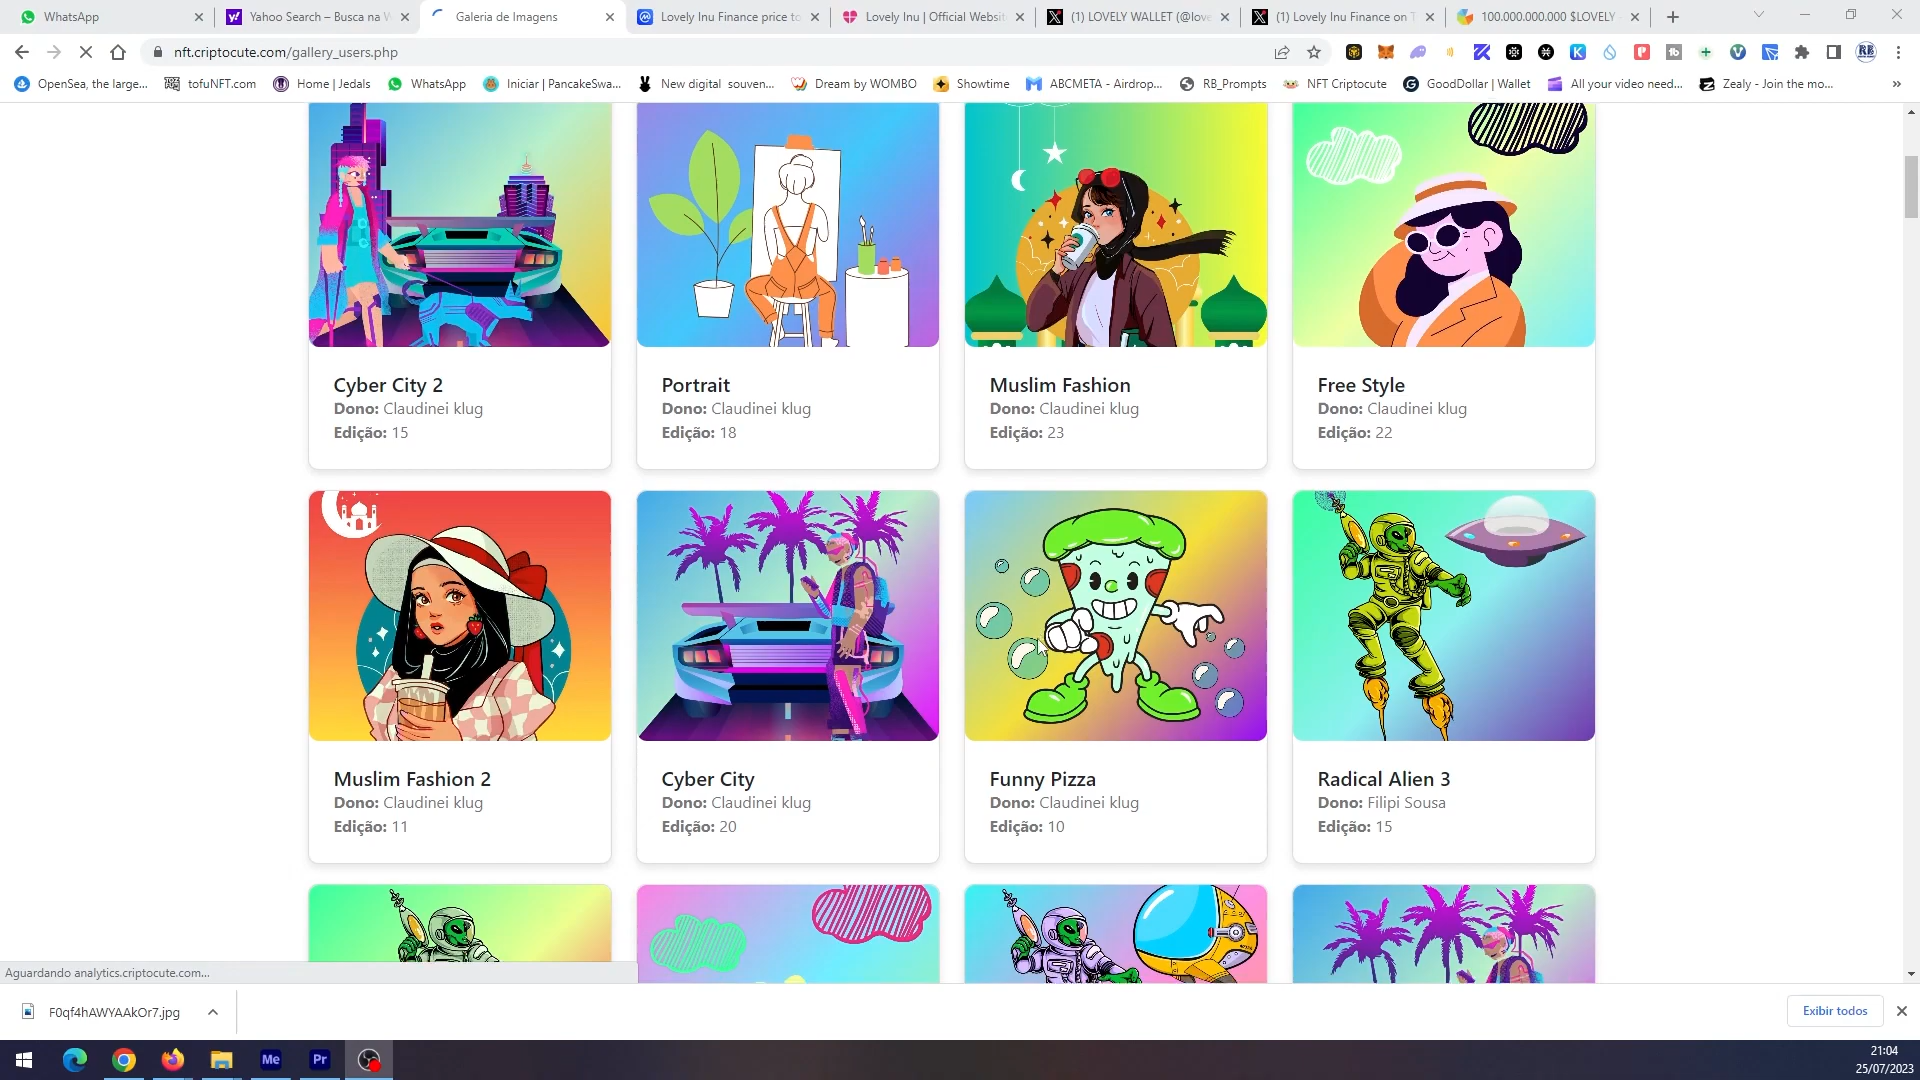 WhatsApp
Yahoo Search – Busca na W
Galeria de Imagens
Lovely Inu Finance price to
Lovely Inu | Official Websit
(1) LOVELY WALLET (@love
(1) Lovely Inu Finance on T
100.000.000.000 $LOVELY
nft.criptocute.com/gallery_users.php
OpenSea, the large...
tofuNFT.com
Home | Jedals
WhatsApp
Iniciar | PancakeSwa...
New digital souven...
Dream by WOMBO
Showtime
ABCMETA - Airdrop...
RB_Prompts
NFT Criptocute
GoodDollar | Wallet
All your video need...
Zealy - Join the mo...
Cyber City 2
Dono: Claudinei klug
Edição: 15
Portrait
Dono: Claudinei klug
Edição: 18
Muslim Fashion
Dono: Claudinei klug
Edição: 23
Free Style
Dono: Claudinei klug
Edição: 22
Muslim Fashion 2
Dono: Claudinei klug
Edição: 11
Cyber City
Dono: Claudinei klug
Edição: 20
Funny Pizza
Dono: Claudinei klug
Edição: 10
Radical Alien 3
Dono: Filipi Sousa
Edição: 15
Aguardando analytics.criptocute.com...
F0qf4hAWYAAkOr7.jpg
Exibir todos
Me
Pr
21:04
25/07/2023